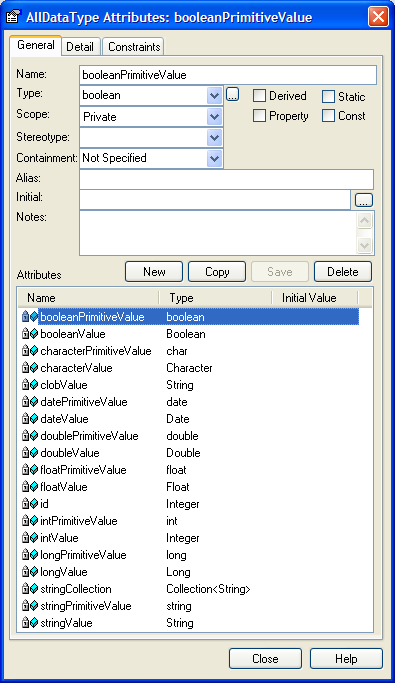 AllDataType Attributes: booleanPrimitiveValue
General Detail Constraints
Name: booleanPrimitiveValue
Type: boolean ... Derived Static
Scope: Private Property Const
Stereotype:
Containment: Not Specified
Alias:
Initial: ...
Notes:
Attributes New Copy Save Delete
Name Type Initial Value
booleanPrimitiveValue boolean
booleanValue Boolean
characterPrimitiveValue char
characterValue Character
clobValue String
datePrimitiveValue date
dateValue Date
doublePrimitiveValue double
doubleValue Double
floatPrimitiveValue float
floatValue Float
id Integer
intPrimitiveValue int
intValue Integer
longPrimitiveValue long
longValue Long
stringCollection Collection<String>
stringPrimitiveValue string
stringValue String
Close Help